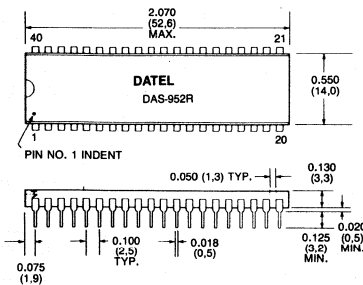 2.070
(52,6)
MAX.
40
21
DATEL
DAS-952R
0.550
(14,0)
1
20
PIN NO. 1 INDENT
0.050 (1,3) TYP.
0.130
(3,3)
0.020
(0,5)
MIN.
0.100
(2,5)
TYP.
0.018
(0,5)
0.125
(3,2)
MIN.
0.075
(1,9)